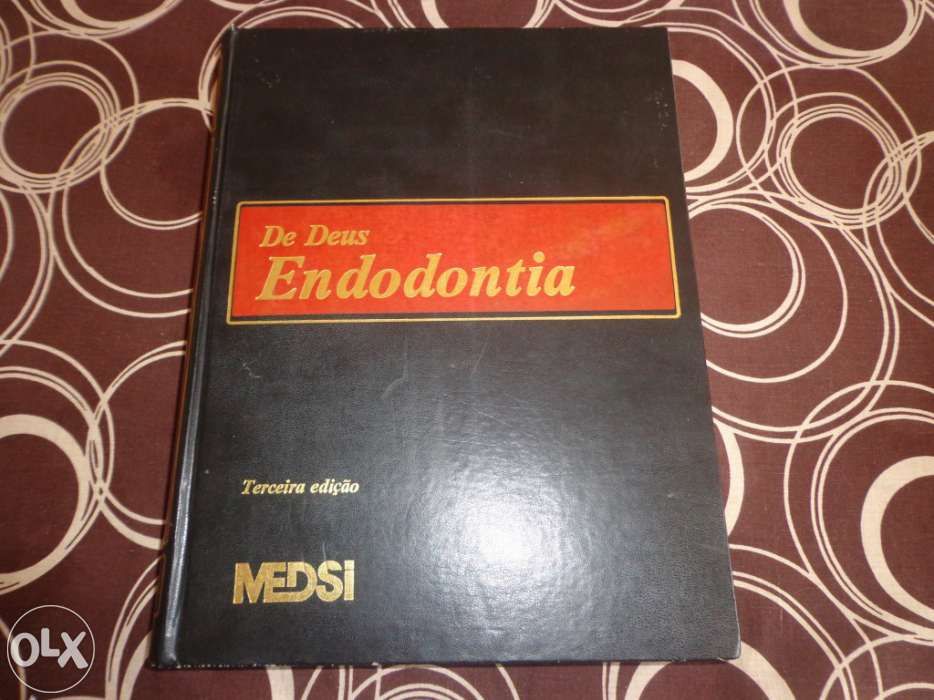 De Deus
Endodontia
Terceira edição
MEDSi
OLX